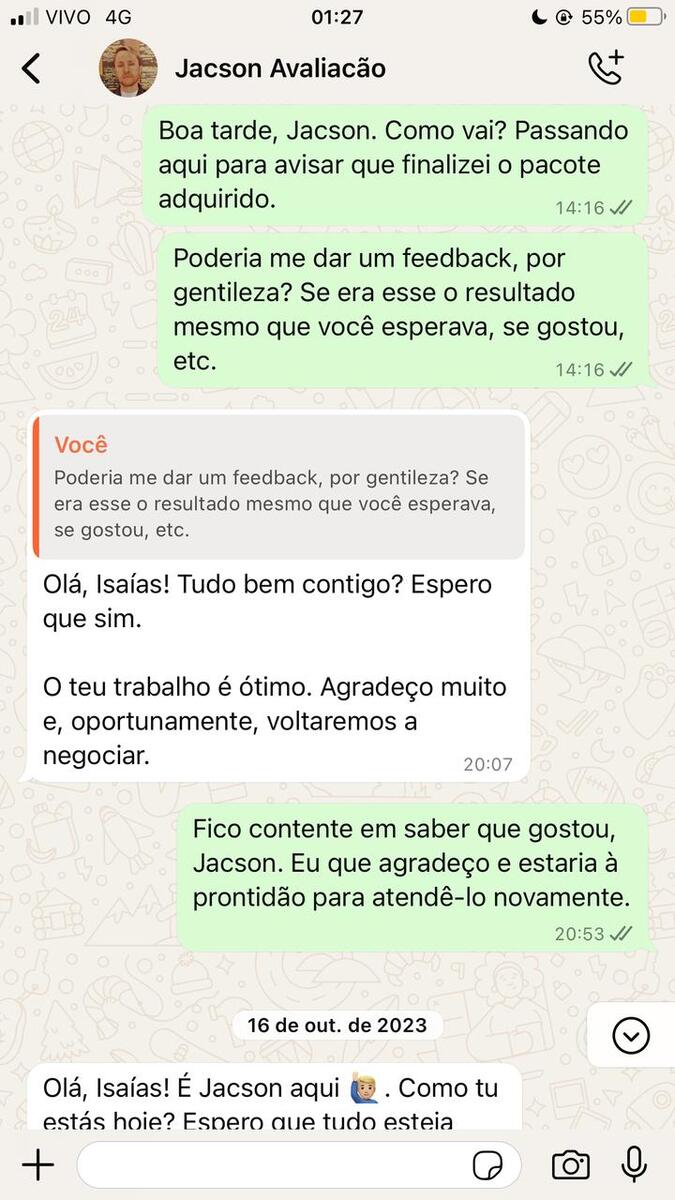 VIVO 4G 01:27 55%
Jacson Avaliacão
Boa tarde, Jacson. Como vai? Passando
aqui para avisar que finalizei o pacote
adquirido.
14:16
Poderia me dar um feedback, por
gentileza? Se era esse o resultado
mesmo que você esperava, se gostou,
etc.
14:16
Você
Poderia me dar um feedback, por gentileza? Se
era esse o resultado mesmo que você esperava,
se gostou, etc.
Olá, Isaías! Tudo bem contigo? Espero
que sim.
O teu trabalho é ótimo. Agradeço muito
e, oportunamente, voltaremos a
negociar.
20:07
Fico contente em saber que gostou,
Jacson. Eu que agradeço e estaria à
prontidão para atendê-lo novamente.
20:53
16 de out. de 2023
Olá, Isaías! É Jacson aqui 🙋🏼‍♂️. Como tu
estás hoje? Espero que tudo esteja